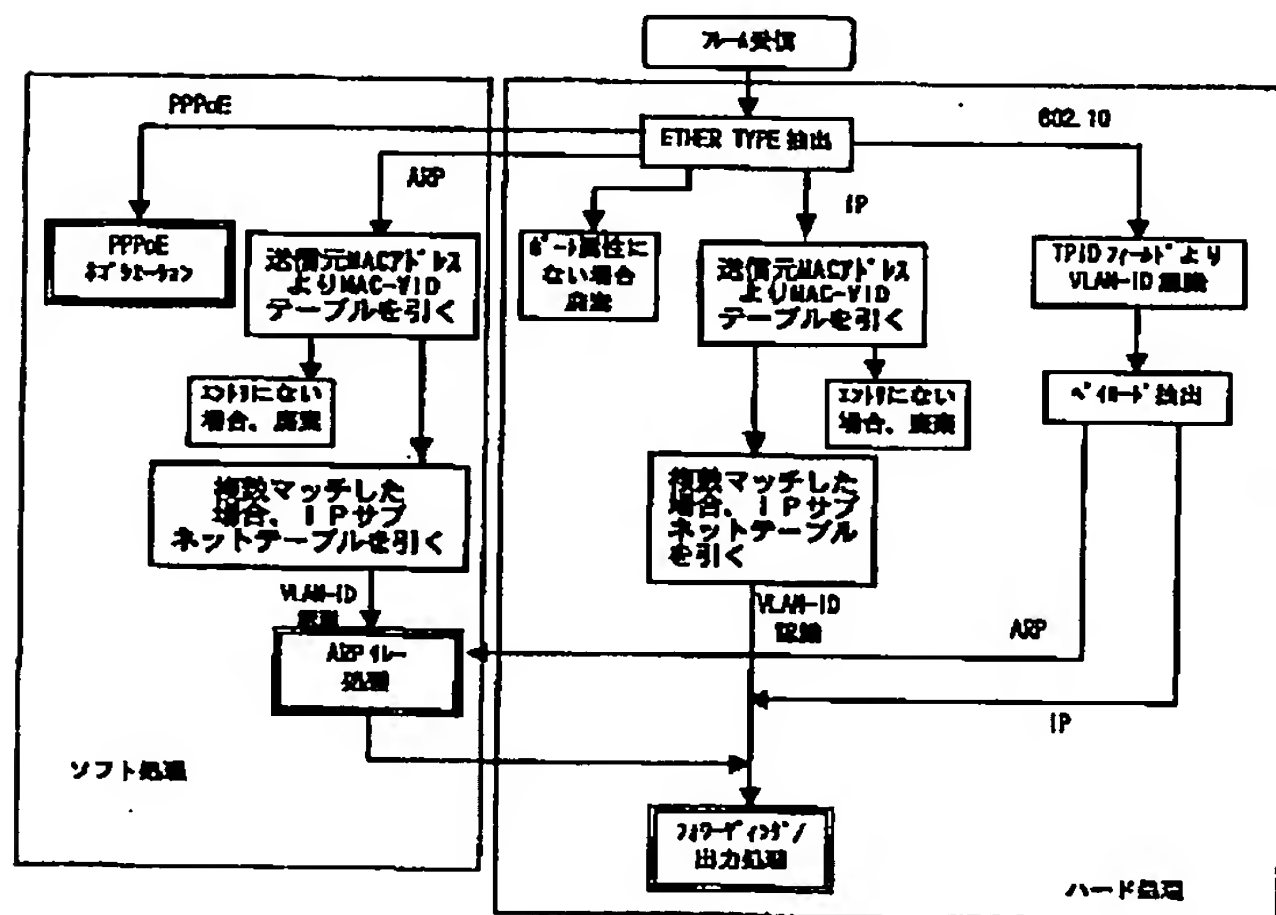 フレーム受信
PPPoE
802.1Q
ETHER TYPE 抽出
ARP
IP
PPPoE
ネゴシエーション
送信元MACアドレス
よりMAC-VID
テーブルを引く
ポート属性に
ない場合
廃棄
送信元MACアドレス
よりMAC-VID
テーブルを引く
TPIDフィールドより
VLAN-ID 認識
エントリにない
場合、廃棄
エントリにない
場合、廃棄
ペイロード抽出
複数マッチした
場合、IPサブ
ネットテーブルを引く
複数マッチした
場合、IPサブ
ネットテーブル
を引く
VLAN-ID
認識
VLAN-ID
認識
ARP
ARPリレー
処理
IP
ソフト処理
フォワーディング/
出力処理
ハード処理